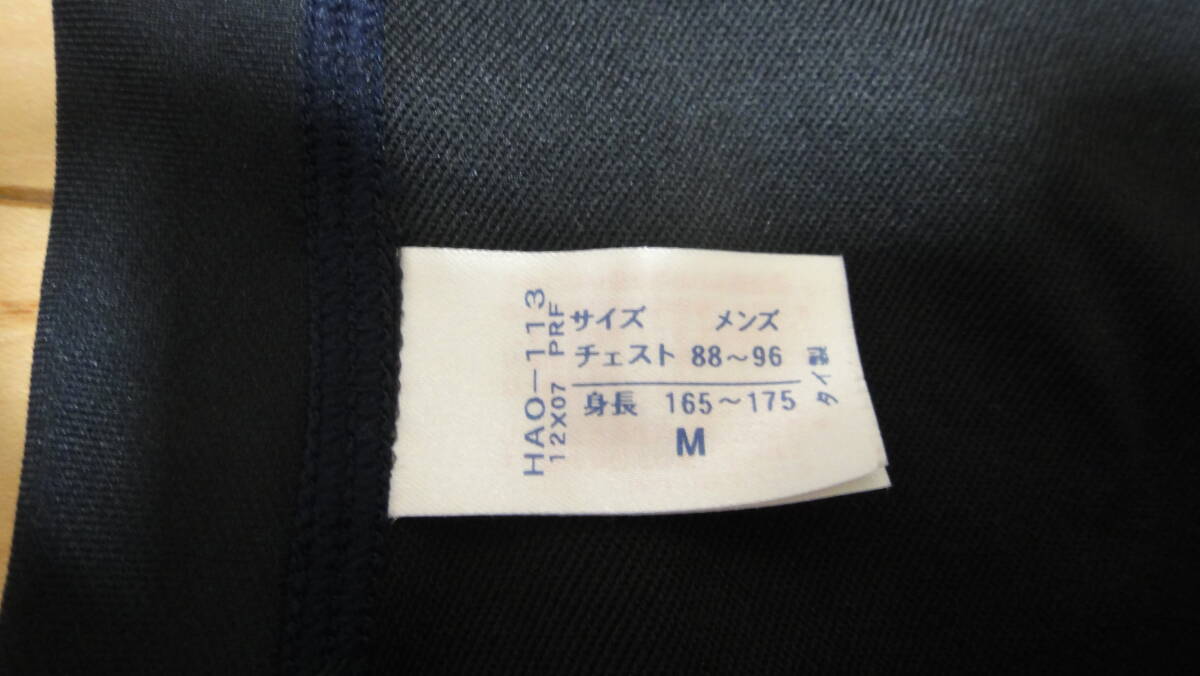 HAO-113
12X07 PRF
サイズ メンズ
チェスト 88～96
身長 165～175
M
タイ製